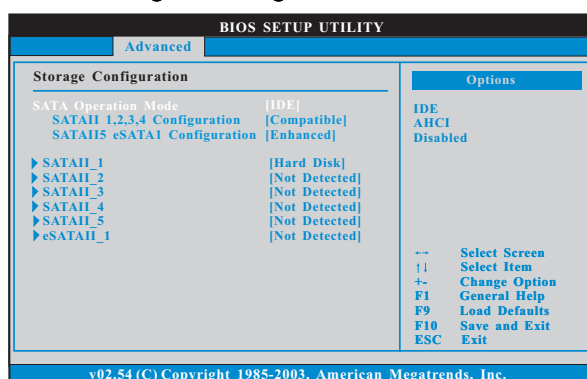 BIOS SETUP UTILITY
Advanced
Storage Configuration
SATA Operation Mode [IDE]
SATAII 1,2,3,4 Configuration [Compatible]
SATAII5 eSATA1 Configuration [Enhanced]
SATAII_1 [Hard Disk]
SATAII_2 [Not Detected]
SATAII_3 [Not Detected]
SATAII_4 [Not Detected]
SATAII_5 [Not Detected]
eSATAII_1 [Not Detected]
Options
IDE
AHCI
Disabled
←→ Select Screen
↑↓ Select Item
+- Change Option
F1 General Help
F9 Load Defaults
F10 Save and Exit
ESC Exit
v02.54 (C) Copyright 1985-2003, American Megatrends, Inc.